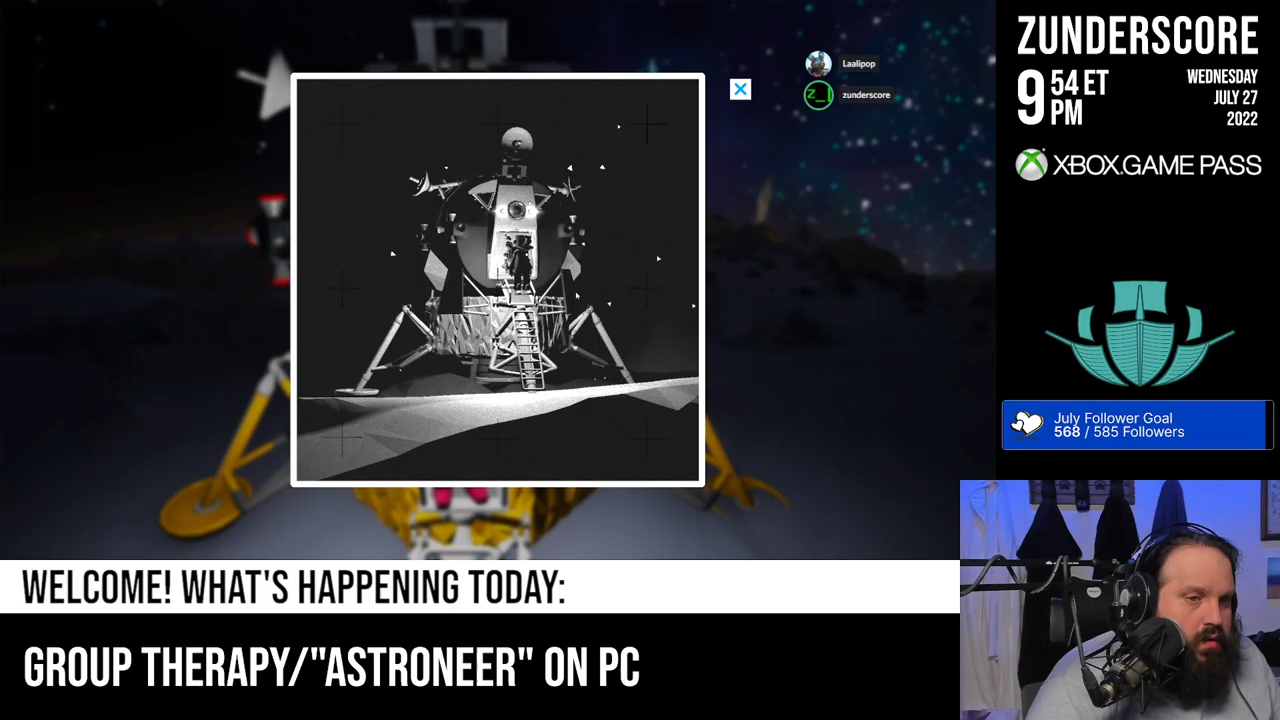 Laalipop
zunderscore
ZUNDERSCORE
9 54 ET
PM
WEDNESDAY
JULY 27
2022
XBOX.GAME PASS
July Follower Goal
568 / 585 Followers
WELCOME! WHAT'S HAPPENING TODAY:
GROUP THERAPY/"ASTRONEER" ON PC